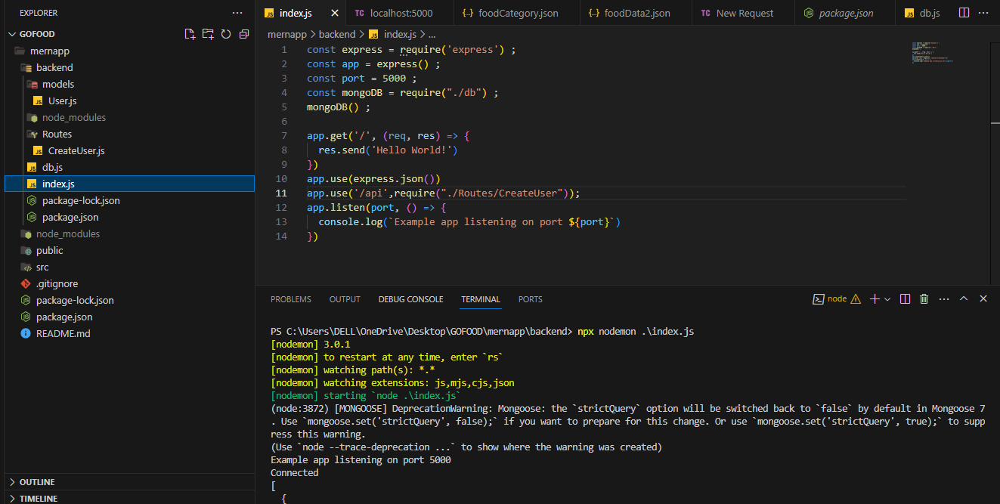 EXPLORER
GOFOOD
mernapp
backend
models
User.js
node_modules
Routes
CreateUser.js
db.js
index.js
package-lock.json
package.json
node_modules
public
src
.gitignore
package-lock.json
package.json
README.md
OUTLINE
TIMELINE
index.js
TC localhost:5000
foodCategory.json
foodData2.json
TC New Request
package.json
JS db.js
mernapp > backend > JS index.js > ...
1 const express = require('express') ;
2 const app = express() ;
3 const port = 5000 ;
4 const mongoDB = require("./db") ;
5 mongoDB() ;
6
7 app.get('/', (req, res) => {
8 res.send('Hello World!')
9 })
10 app.use(express.json())
11 app.use('/api',require("./Routes/CreateUser"));
12 app.listen(port, () => {
13 console.log(`Example app listening on port ${port}`)
14 })
PROBLEMS OUTPUT DEBUG CONSOLE TERMINAL PORTS
node
PS C:\Users\DELL\OneDrive\Desktop\GOFOOD\mernapp\backend> npx nodemon .\index.js
[nodemon] 3.0.1
[nodemon] to restart at any time, enter `rs`
[nodemon] watching path(s): *.*
[nodemon] watching extensions: js,mjs,cjs,json
[nodemon] starting `node .\index.js`
(node:3872) [MONGOOSE] DeprecationWarning: Mongoose: the `strictQuery` option will be switched back to `false` by default in Mongoose 7
. Use `mongoose.set('strictQuery', false);` if you want to prepare for this change. Or use `mongoose.set('strictQuery', true);` to supp
ress this warning.
(Use `node --trace-deprecation ...` to show where the warning was created)
Example app listening on port 5000
Connected
[
{